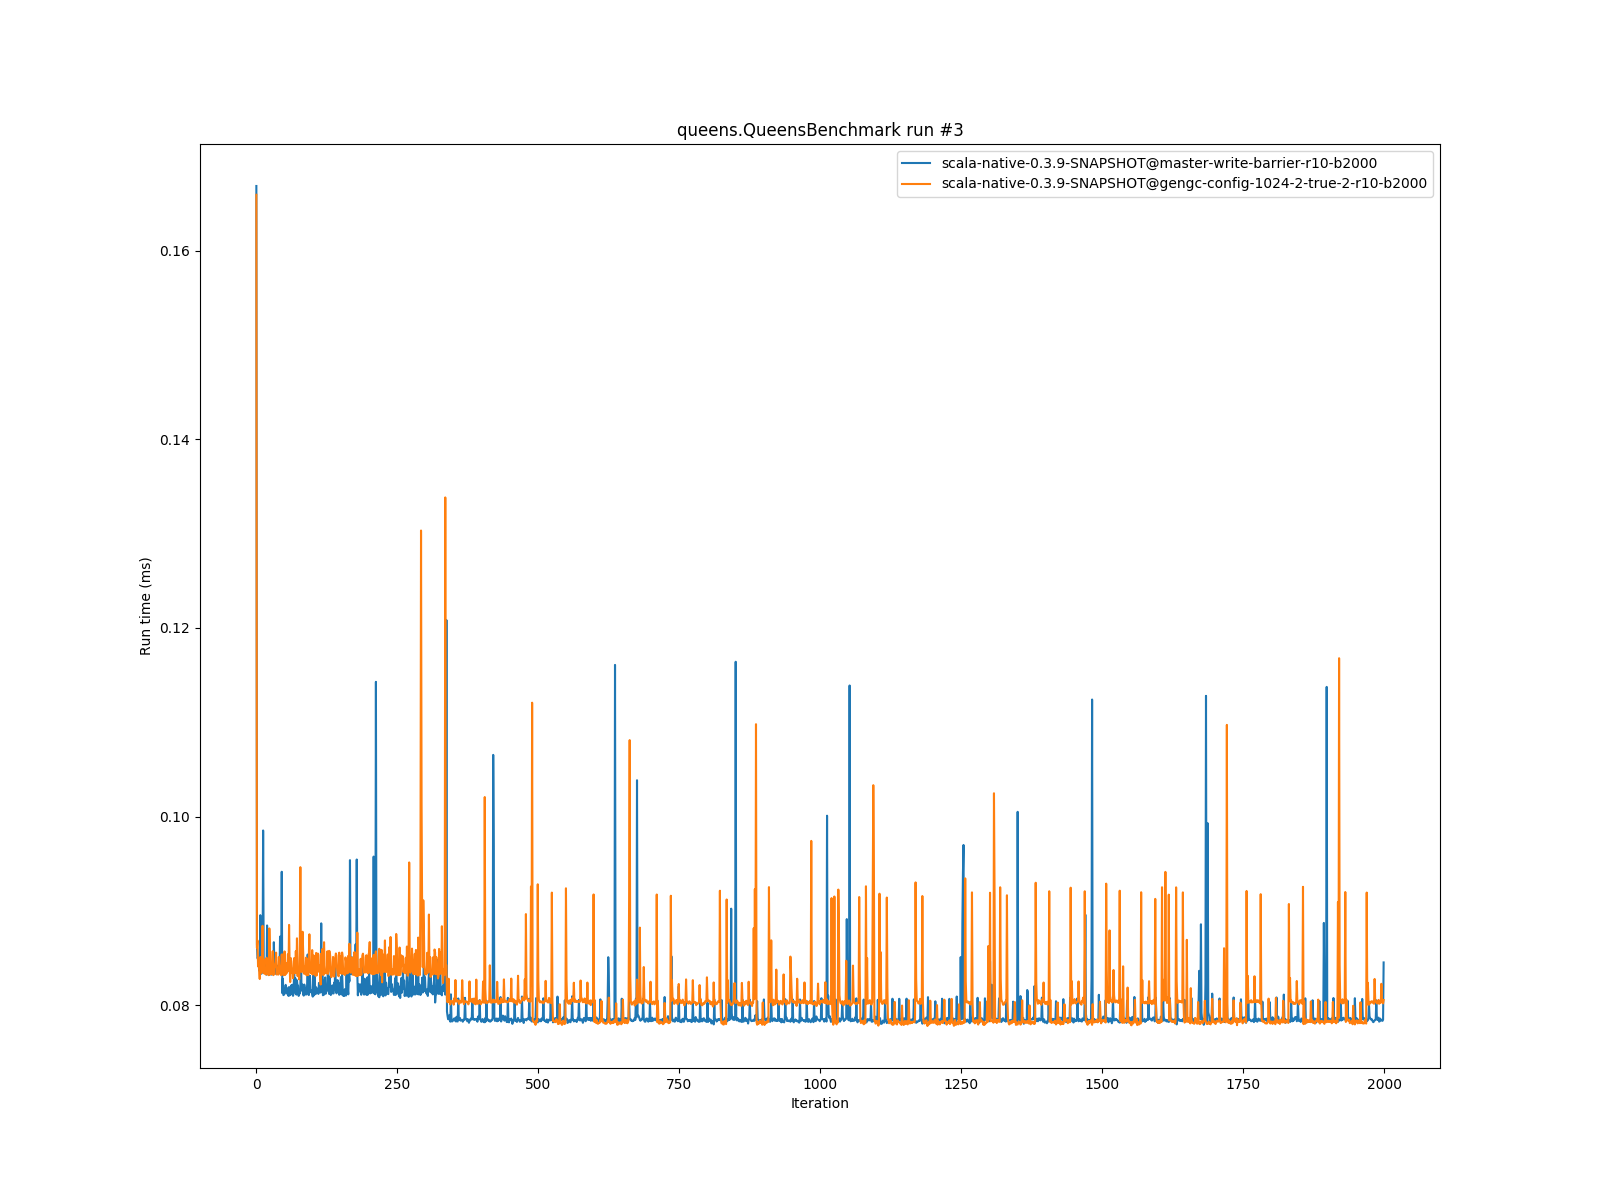 queens.QueensBenchmark run #3
scala-native-0.3.9-SNAPSHOT@master-write-barrier-r10-b2000
scala-native-0.3.9-SNAPSHOT@gengc-config-1024-2-true-2-r10-b2000
Run time (ms)
0.16
0.14
0.12
0.10
0.08
0 250 500 750 1000 1250 1500 1750 2000
Iteration